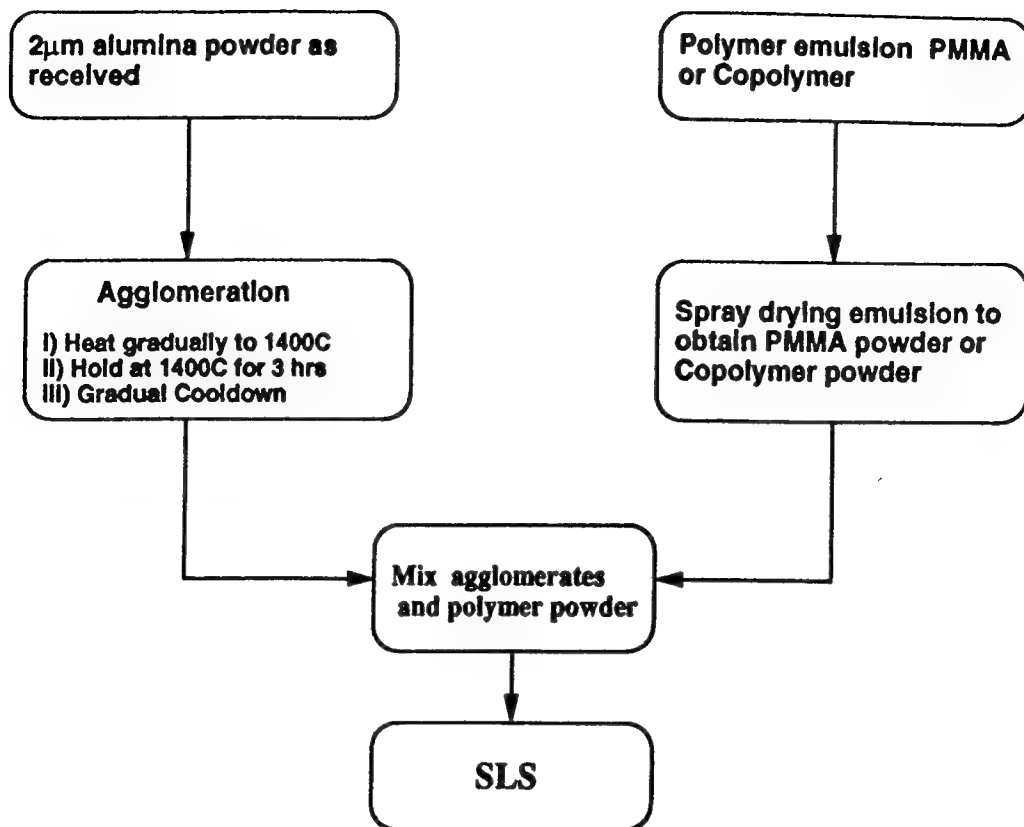 2μm alumina powder as
received
Polymer emulsion PMMA
or Copolymer
Agglomeration
I) Heat gradually to 1400C
II) Hold at 1400C for 3 hrs
III) Gradual Cooldown
Spray drying emulsion to
obtain PMMA powder or
Copolymer powder
Mix agglomerates
and polymer powder
SLS